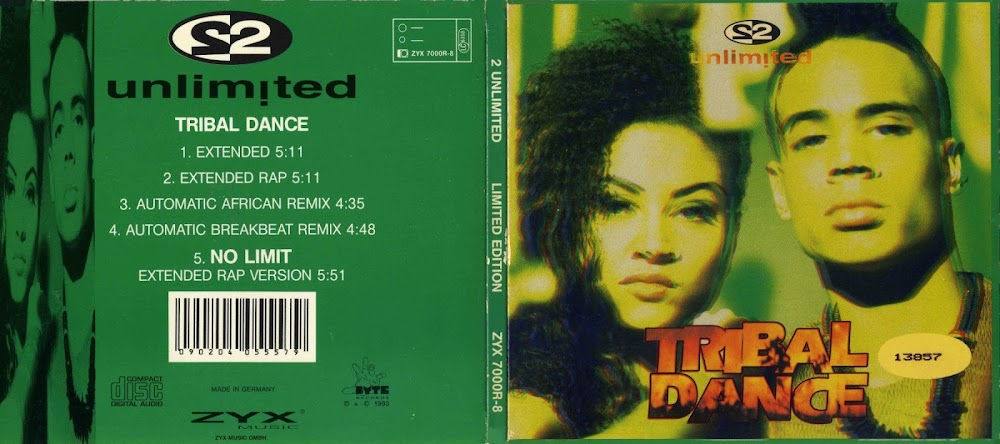 2
unlimited
TRIBAL DANCE
1. EXTENDED 5:11
2. EXTENDED RAP 5:11
3. AUTOMATIC AFRICAN REMIX 4:35
4. AUTOMATIC BREAKBEAT REMIX 4:48
5. NO LIMIT
EXTENDED RAP VERSION 5:51
090204 055579
COMPACT
disc
DIGITAL AUDIO
MADE IN GERMANY
ZYX
MUSIC
ZYX-MUSIC GMBH
BYTE
RECORDS
℗ + © 1993
ZYX 7000R-8
2 UNLIMITED LIMITED EDITION ZYX 7000R-8
2
unlimited
TRIBAL
DANCE
13857